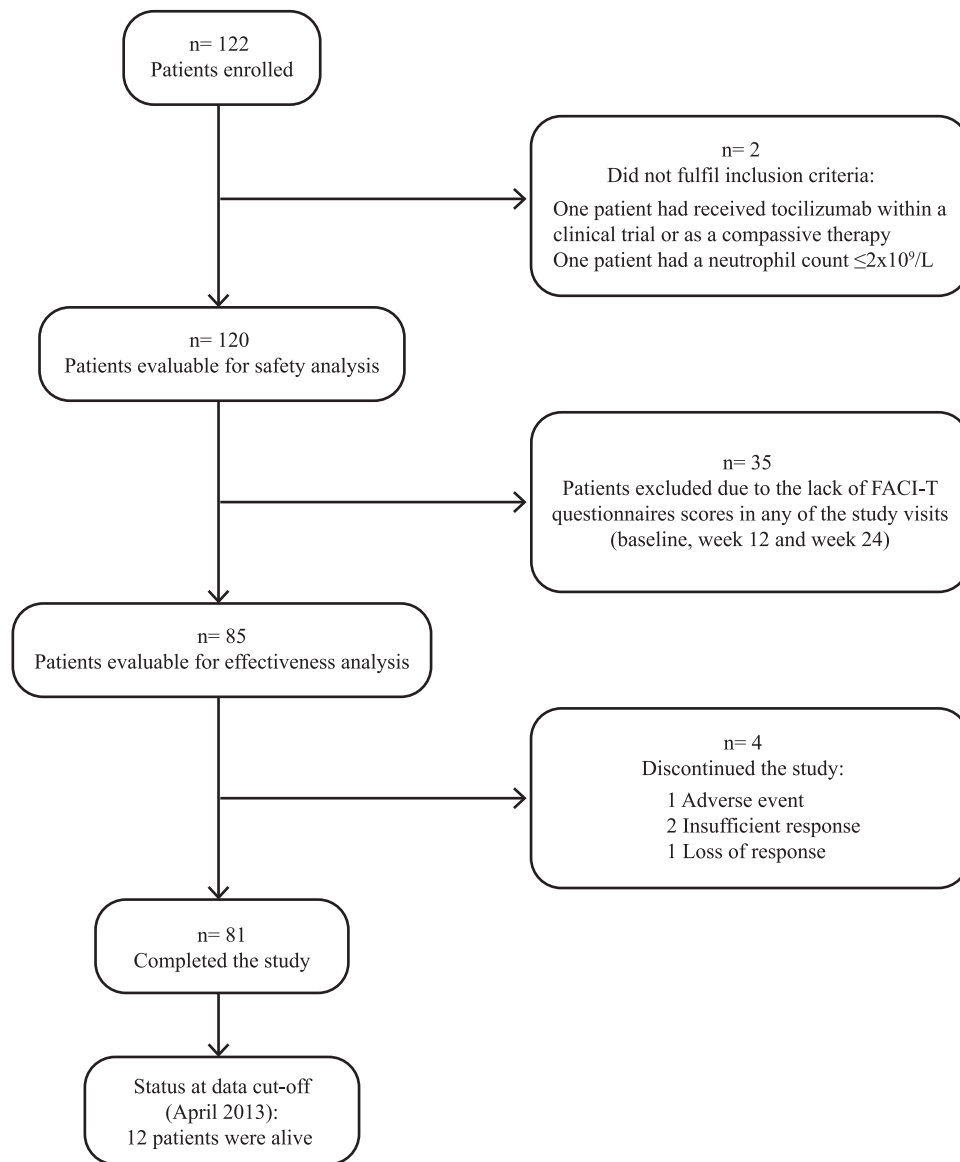 n= 122
Patients enrolled
n= 2
Did not fulfil inclusion criteria:
One patient had received tocilizumab within a
clinical trial or as a compassive therapy
One patient had a neutrophil count ≤2x10⁹/L
n= 120
Patients evaluable for safety analysis
n= 35
Patients excluded due to the lack of FACI-T
questionnaires scores in any of the study visits
(baseline, week 12 and week 24)
n= 85
Patients evaluable for effectiveness analysis
n= 4
Discontinued the study:
1 Adverse event
2 Insufficient response
1 Loss of response
n= 81
Completed the study
Status at data cut-off
(April 2013):
12 patients were alive